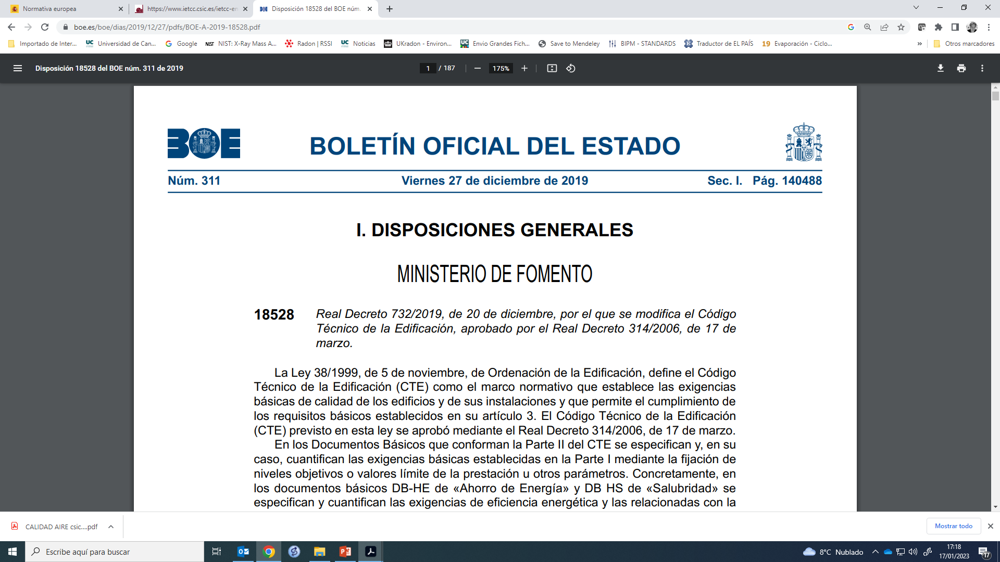 Normativa europea
https://www.ietcc.csic.es/ietcc-en
Disposición 18528 del BOE núm.
boe.es/boe/dias/2019/12/27/pdfs/BOE-A-2019-18528.pdf
Importado de Inter...
Universidad de Can...
Google
NIST: X-Ray Mass A...
Radon | RSSI
Noticias
UKradon - Environ...
Envio Grandes Fich...
Save to Mendeley
BIPM - STANDARDS
Traductor de EL PAÍS
19 Evaporación - Ciclo...
» Otros marcadores
Disposición 18528 del BOE núm. 311 de 2019
1 / 187
175%
BOE
BOLETÍN OFICIAL DEL ESTADO
Núm. 311 Viernes 27 de diciembre de 2019 Sec. I. Pág. 140488
I. DISPOSICIONES GENERALES
MINISTERIO DE FOMENTO
18528 Real Decreto 732/2019, de 20 de diciembre, por el que se modifica el Código
Técnico de la Edificación, aprobado por el Real Decreto 314/2006, de 17 de
marzo.
La Ley 38/1999, de 5 de noviembre, de Ordenación de la Edificación, define el Código
Técnico de la Edificación (CTE) como el marco normativo que establece las exigencias
básicas de calidad de los edificios y de sus instalaciones y que permite el cumplimiento de
los requisitos básicos establecidos en su artículo 3. El Código Técnico de la Edificación
(CTE) previsto en esta ley se aprobó mediante el Real Decreto 314/2006, de 17 de marzo.
En los Documentos Básicos que conforman la Parte II del CTE se especifican y, en su
caso, cuantifican las exigencias básicas establecidas en la Parte I mediante la fijación de
niveles objetivos o valores límite de la prestación u otros parámetros. Concretamente, en
los documentos básicos DB-HE de «Ahorro de Energía» y DB HS de «Salubridad» se
especifican y cuantifican las exigencias de eficiencia energética y las relacionadas con la
CALIDAD AIRE csic....pdf
Mostrar todo
Escribe aquí para buscar
8°C Nublado
17:18
17/01/2023
17